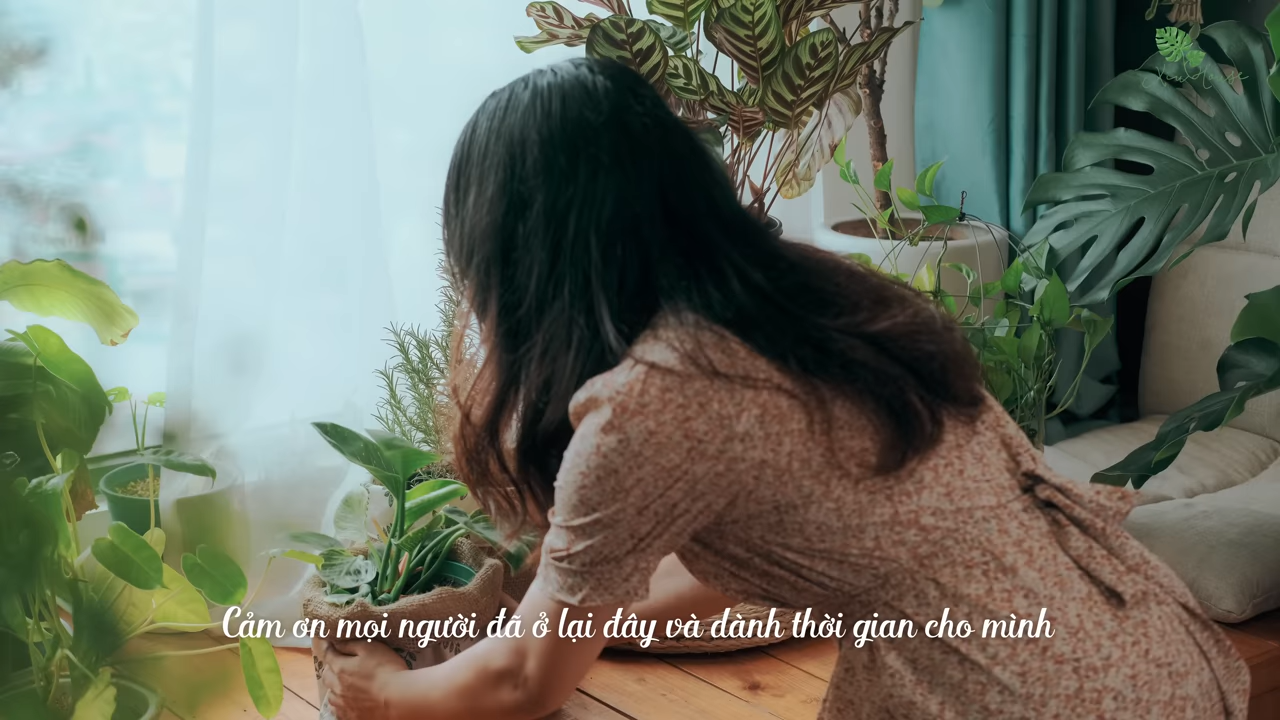 Cảm ơn mọi người đã ở lại đây và dành thời gian cho mình